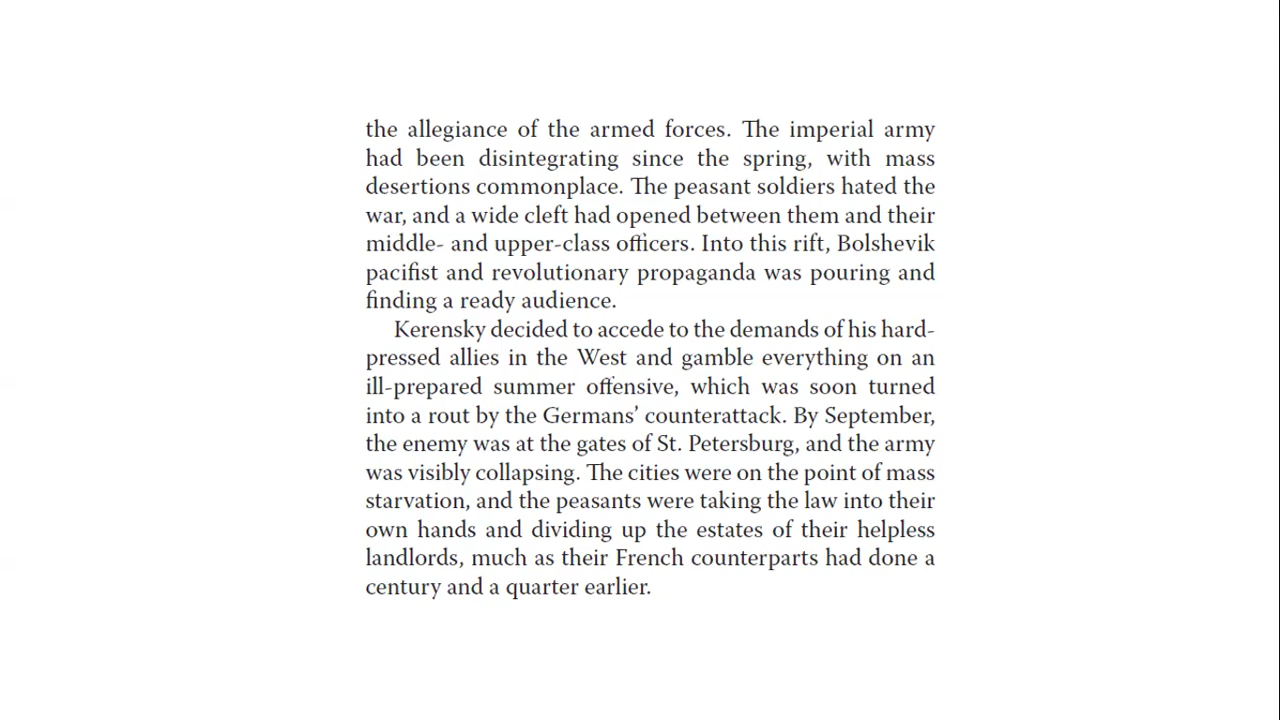 the allegiance of the armed forces. The imperial army
had been disintegrating since the spring, with mass
desertions commonplace. The peasant soldiers hated the
war, and a wide cleft had opened between them and their
middle- and upper-class officers. Into this rift, Bolshevik
pacifist and revolutionary propaganda was pouring and
finding a ready audience.
Kerensky decided to accede to the demands of his hard-
pressed allies in the West and gamble everything on an
ill-prepared summer offensive, which was soon turned
into a rout by the Germans’ counterattack. By September,
the enemy was at the gates of St. Petersburg, and the army
was visibly collapsing. The cities were on the point of mass
starvation, and the peasants were taking the law into their
own hands and dividing up the estates of their helpless
landlords, much as their French counterparts had done a
century and a quarter earlier.